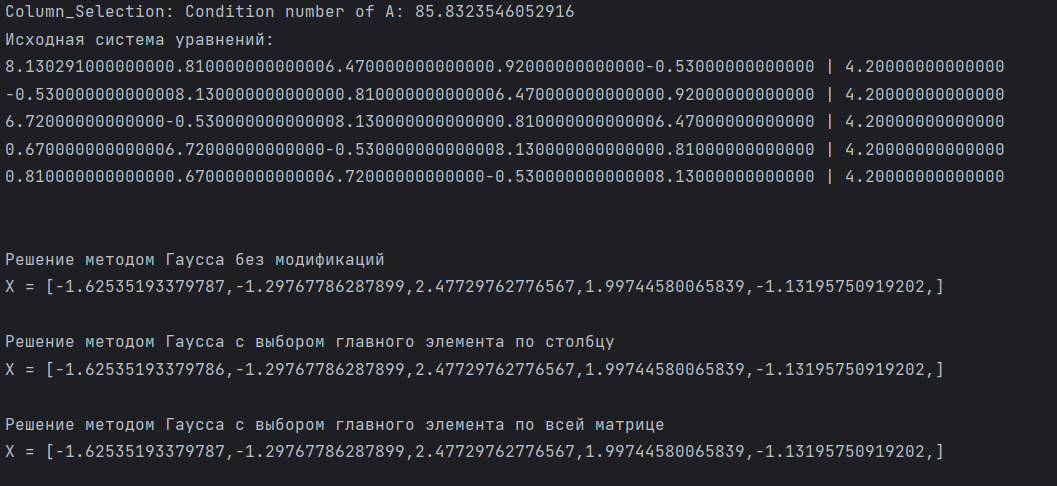 Column_Selection: Condition number of A: 85.8323546052916
Исходная система уравнений:
8.130291000000000.810000000000006.470000000000000.92000000000000-0.53000000000000 | 4.20000000000000
-0.530000000000008.130000000000000.810000000000006.470000000000000.92000000000000 | 4.20000000000000
6.72000000000000-0.530000000000008.130000000000000.810000000000006.47000000000000 | 4.20000000000000
0.670000000000006.72000000000000-0.530000000000008.130000000000000.81000000000000 | 4.20000000000000
0.810000000000000.670000000000006.72000000000000-0.530000000000008.13000000000000 | 4.20000000000000
Решение методом Гаусса без модификаций
X = [-1.62535193379787,-1.29767786287899,2.47729762776567,1.99744580065839,-1.13195750919202,]
Решение методом Гаусса с выбором главного элемента по столбцу
X = [-1.62535193379786,-1.29767786287899,2.47729762776567,1.99744580065839,-1.13195750919202,]
Решение методом Гаусса с выбором главного элемента по всей матрице
X = [-1.62535193379787,-1.29767786287899,2.47729762776567,1.99744580065839,-1.13195750919202,]